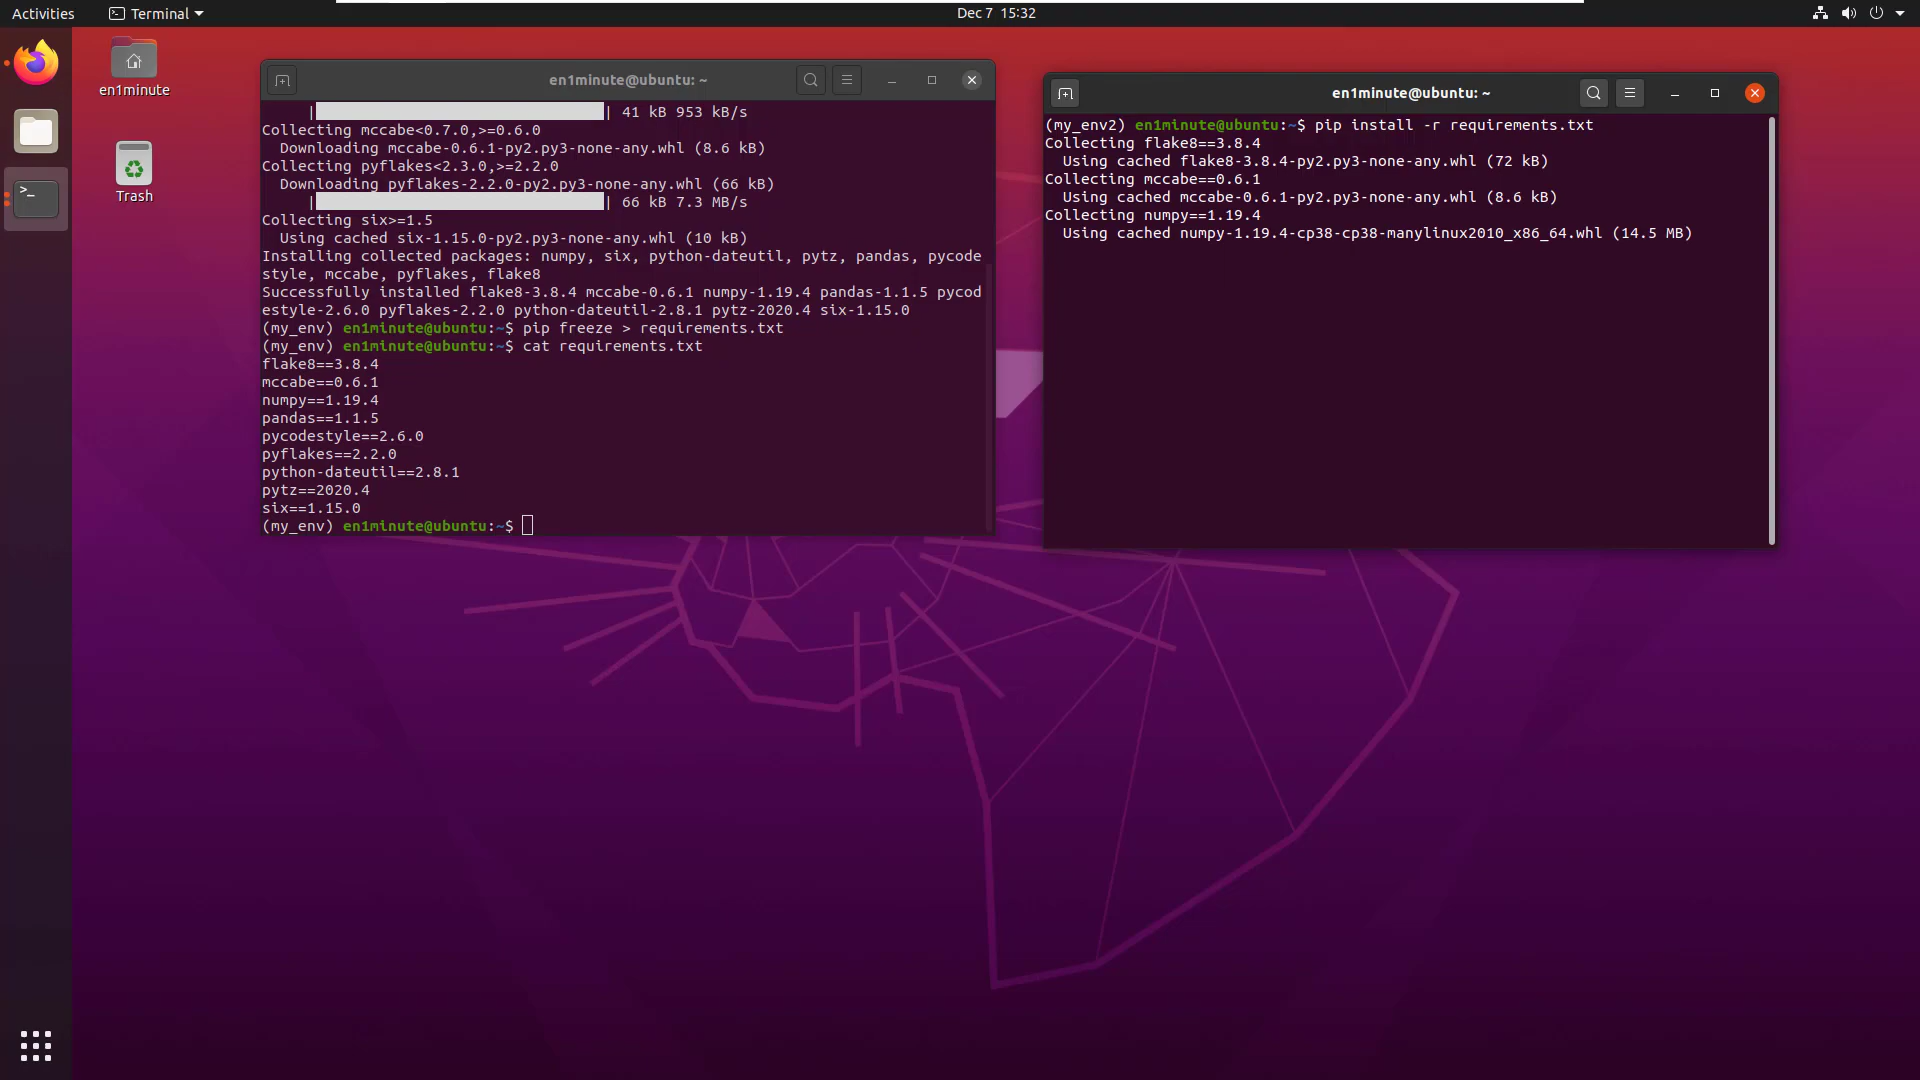 Activities
Terminal
Dec 7 15:32
en1minute
Trash
en1minute@ubuntu: ~
| | 41 kB 953 kB/s
Collecting mccabe<0.7.0,>=0.6.0
Downloading mccabe-0.6.1-py2.py3-none-any.whl (8.6 kB)
Collecting pyflakes<2.3.0,>=2.2.0
Downloading pyflakes-2.2.0-py2.py3-none-any.whl (66 kB)
| | 66 kB 7.3 MB/s
Collecting six>=1.5
Using cached six-1.15.0-py2.py3-none-any.whl (10 kB)
Installing collected packages: numpy, six, python-dateutil, pytz, pandas, pycode
style, mccabe, pyflakes, flake8
Successfully installed flake8-3.8.4 mccabe-0.6.1 numpy-1.19.4 pandas-1.1.5 pycod
estyle-2.6.0 pyflakes-2.2.0 python-dateutil-2.8.1 pytz-2020.4 six-1.15.0
(my_env) en1minute@ubuntu:~$ pip freeze > requirements.txt
(my_env) en1minute@ubuntu:~$ cat requirements.txt
flake8==3.8.4
mccabe==0.6.1
numpy==1.19.4
pandas==1.1.5
pycodestyle==2.6.0
pyflakes==2.2.0
python-dateutil==2.8.1
pytz==2020.4
six==1.15.0
(my_env) en1minute@ubuntu:~$
en1minute@ubuntu: ~
(my_env2) en1minute@ubuntu:~$ pip install -r requirements.txt
Collecting flake8==3.8.4
Using cached flake8-3.8.4-py2.py3-none-any.whl (72 kB)
Collecting mccabe==0.6.1
Using cached mccabe-0.6.1-py2.py3-none-any.whl (8.6 kB)
Collecting numpy==1.19.4
Using cached numpy-1.19.4-cp38-cp38-manylinux2010_x86_64.whl (14.5 MB)